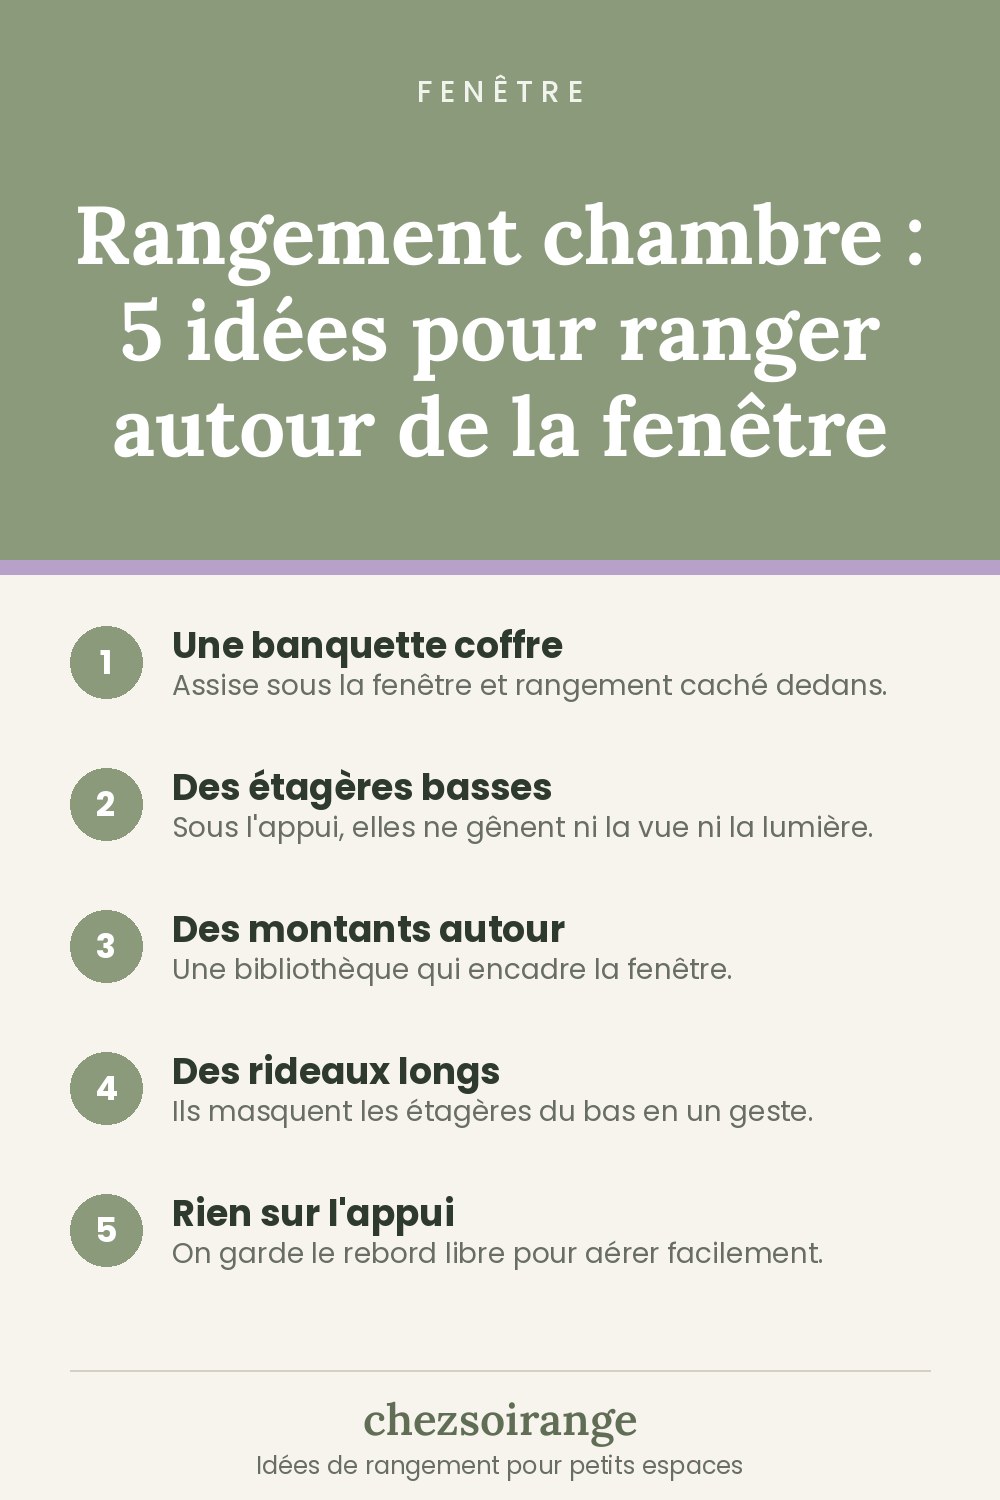 FENÊTRE
Rangement chambre :
5 idées pour ranger
autour de la fenêtre
1
Une banquette coffre
Assise sous la fenêtre et rangement caché dedans.
2
Des étagères basses
Sous l'appui, elles ne gênent ni la vue ni la lumière.
3
Des montants autour
Une bibliothèque qui encadre la fenêtre.
4
Des rideaux longs
Ils masquent les étagères du bas en un geste.
5
Rien sur l'appui
On garde le rebord libre pour aérer facilement.
chezsoirange
Idées de rangement pour petits espaces